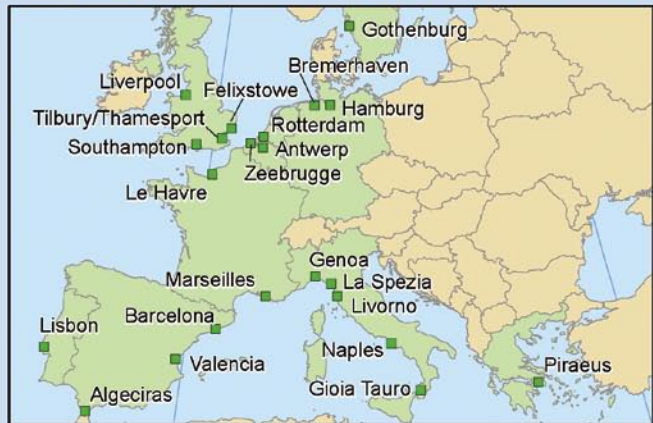 Gothenburg
Bremerhaven
Liverpool
Felixstowe
Tilbury/Thamesport
Hamburg
Rotterdam
Southampton
Antwerp
Zeebrugge
Le Havre
Genoa
Marseilles
La Spezia
Livorno
Barcelona
Lisbon
Valencia
Naples
Piraeus
Algeciras
Gioia Tauro